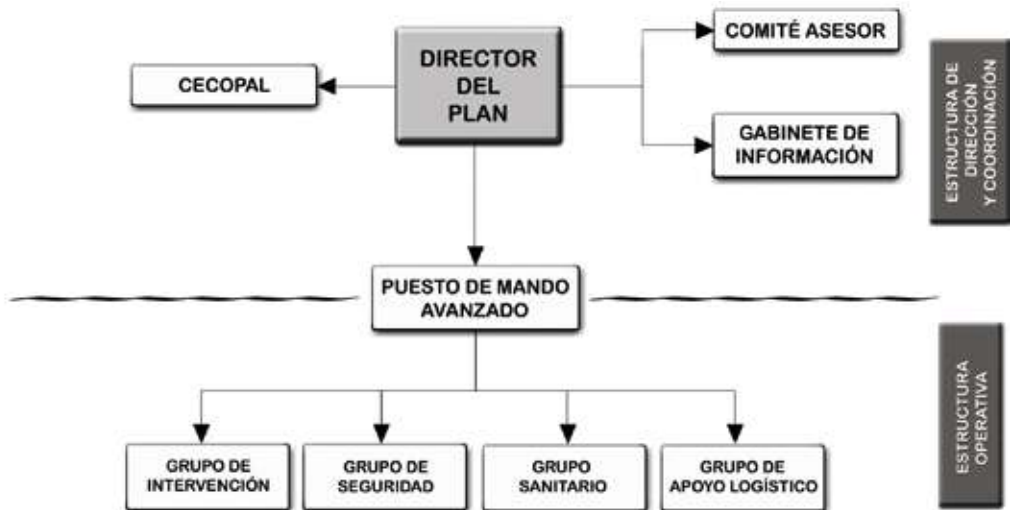 COMITÉ ASESOR
DIRECTOR
DEL
PLAN
CECOPAL
GABINETE DE
INFORMACIÓN
ESTRUCTURA DE
DIRECCIÓN
Y COORDINACIÓN
PUESTO DE MANDO
AVANZADO
GRUPO DE
INTERVENCIÓN
GRUPO DE
SEGURIDAD
GRUPO
SANITARIO
GRUPO DE
APOYO LOGÍSTICO
ESTRUCTURA
OPERATIVA